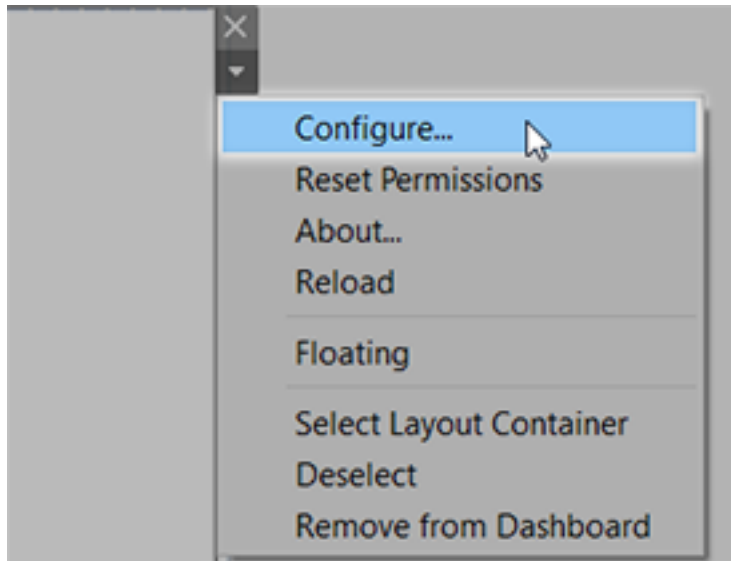 Configure...
Reset Permissions
About...
Reload
Floating
Select Layout Container
Deselect
Remove from Dashboard